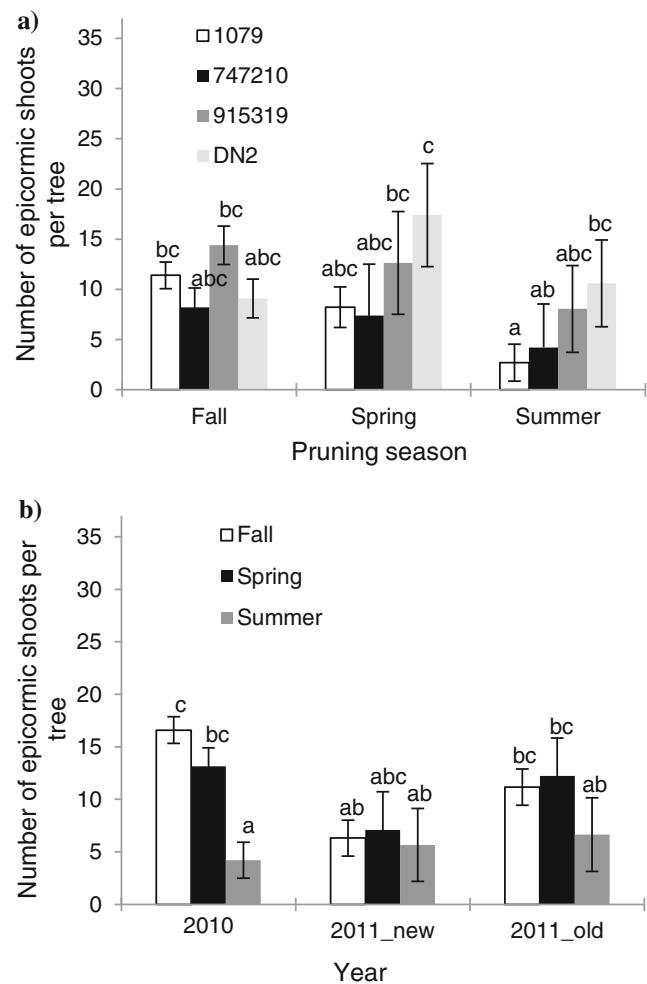 a)
35
30
25
20
15
10
5
0
Number of epicormic shoots
per tree
1079
747210
915319
DN2
bc
abc
bc
abc
abc
abc
bc
c
a
ab
abc
bc
Fall
Spring
Summer
Pruning season
b)
35
30
25
20
15
10
5
0
Number of epicormic shoots per
tree
Fall
Spring
Summer
c
bc
a
ab
abc
ab
bc
bc
ab
2010
2011_new
2011_old
Year